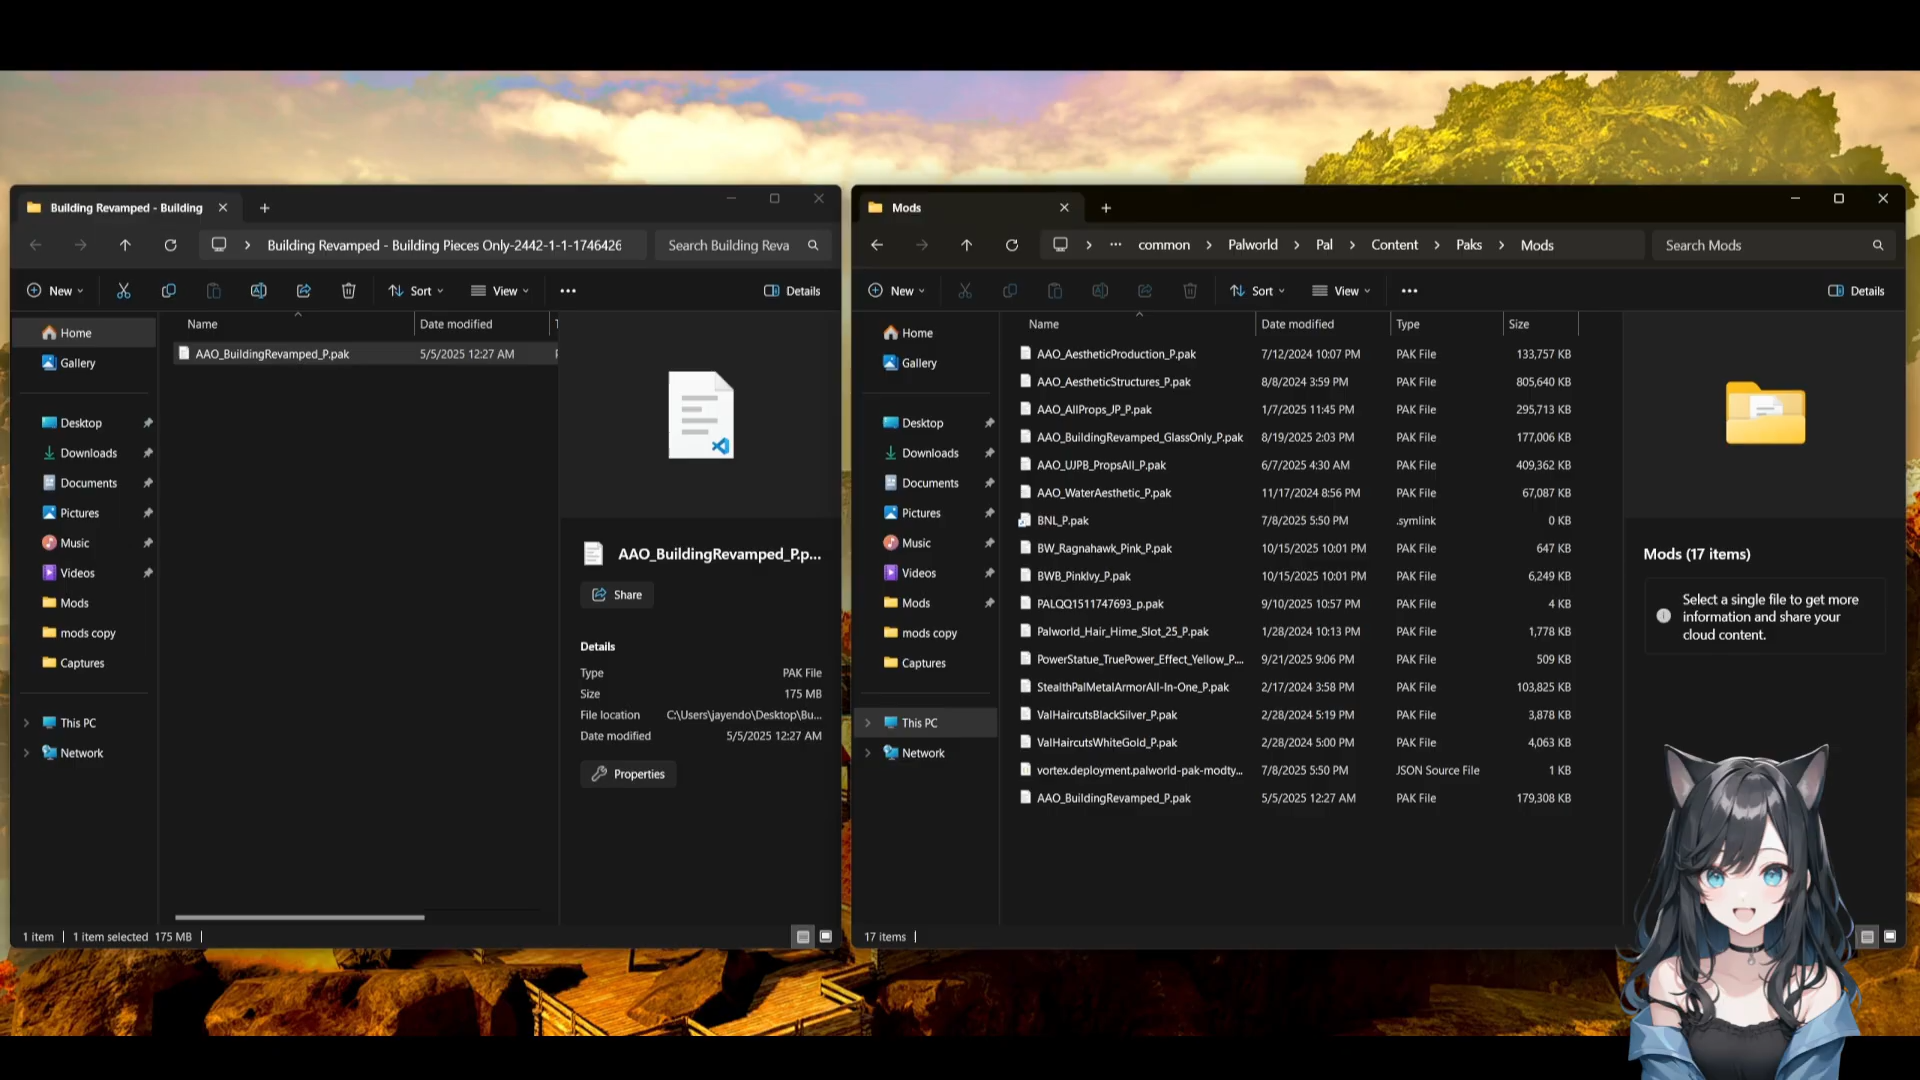 Building Revamped - Building
Building Revamped - Building Pieces Only-2442-1-1-1746426
Search Building Reva
New
Sort
View
Details
Home
Gallery
Desktop
Downloads
Documents
Pictures
Music
Videos
Mods
mods copy
Captures
This PC
Network
Name
Date modified
AAO_BuildingRevamped_P.pak
5/5/2025 12:27 AM
AAO_BuildingRevamped_P.p...
Share
Details
Type PAK File
Size 175 MB
File location C:\Users\jayendo\Desktop\Bu...
Date modified 5/5/2025 12:27 AM
Properties
1 item
1 item selected 175 MB
Mods
common > Palworld > Pal > Content > Paks > Mods
Search Mods
New
Sort
View
Details
Home
Gallery
Desktop
Downloads
Documents
Pictures
Music
Videos
Mods
mods copy
Captures
This PC
Network
Name Date modified Type Size
AAO_AestheticProduction_P.pak 7/12/2024 10:07 PM PAK File 133,757 KB
AAO_AestheticStructures_P.pak 8/8/2024 3:59 PM PAK File 805,640 KB
AAO_AllProps_JP_P.pak 1/7/2025 11:45 PM PAK File 295,713 KB
AAO_BuildingRevamped_GlassOnly_P.pak 8/19/2025 2:03 PM PAK File 177,006 KB
AAO_UJPB_PropsAll_P.pak 6/7/2025 4:30 AM PAK File 409,362 KB
AAO_WaterAesthetic_P.pak 11/17/2024 8:56 PM PAK File 67,087 KB
BNL_P.pak 7/8/2025 5:50 PM .symlink 0 KB
BW_Ragnahawk_Pink_P.pak 10/15/2025 10:01 PM PAK File 647 KB
BWB_PinkIvy_P.pak 10/15/2025 10:01 PM PAK File 6,249 KB
PALQQ1511747693_p.pak 9/10/2025 10:57 PM PAK File 4 KB
Palworld_Hair_Hime_Slot_25_P.pak 1/28/2024 10:13 PM PAK File 1,778 KB
PowerStatue_TruePower_Effect_Yellow_P.... 9/21/2025 9:06 PM PAK File 509 KB
StealthPalMetalArmorAll-In-One_P.pak 2/17/2024 3:58 PM PAK File 103,825 KB
ValHaircutsBlackSilver_P.pak 2/28/2024 5:19 PM PAK File 3,878 KB
ValHaircutsWhiteGold_P.pak 2/28/2024 5:00 PM PAK File 4,063 KB
vortex.deployment.palworld-pak-modty... 7/8/2025 5:50 PM JSON Source File 1 KB
AAO_BuildingRevamped_P.pak 5/5/2025 12:27 AM PAK File 179,308 KB
Mods (17 items)
Select a single file to get more
information and share your
cloud content.
17 items